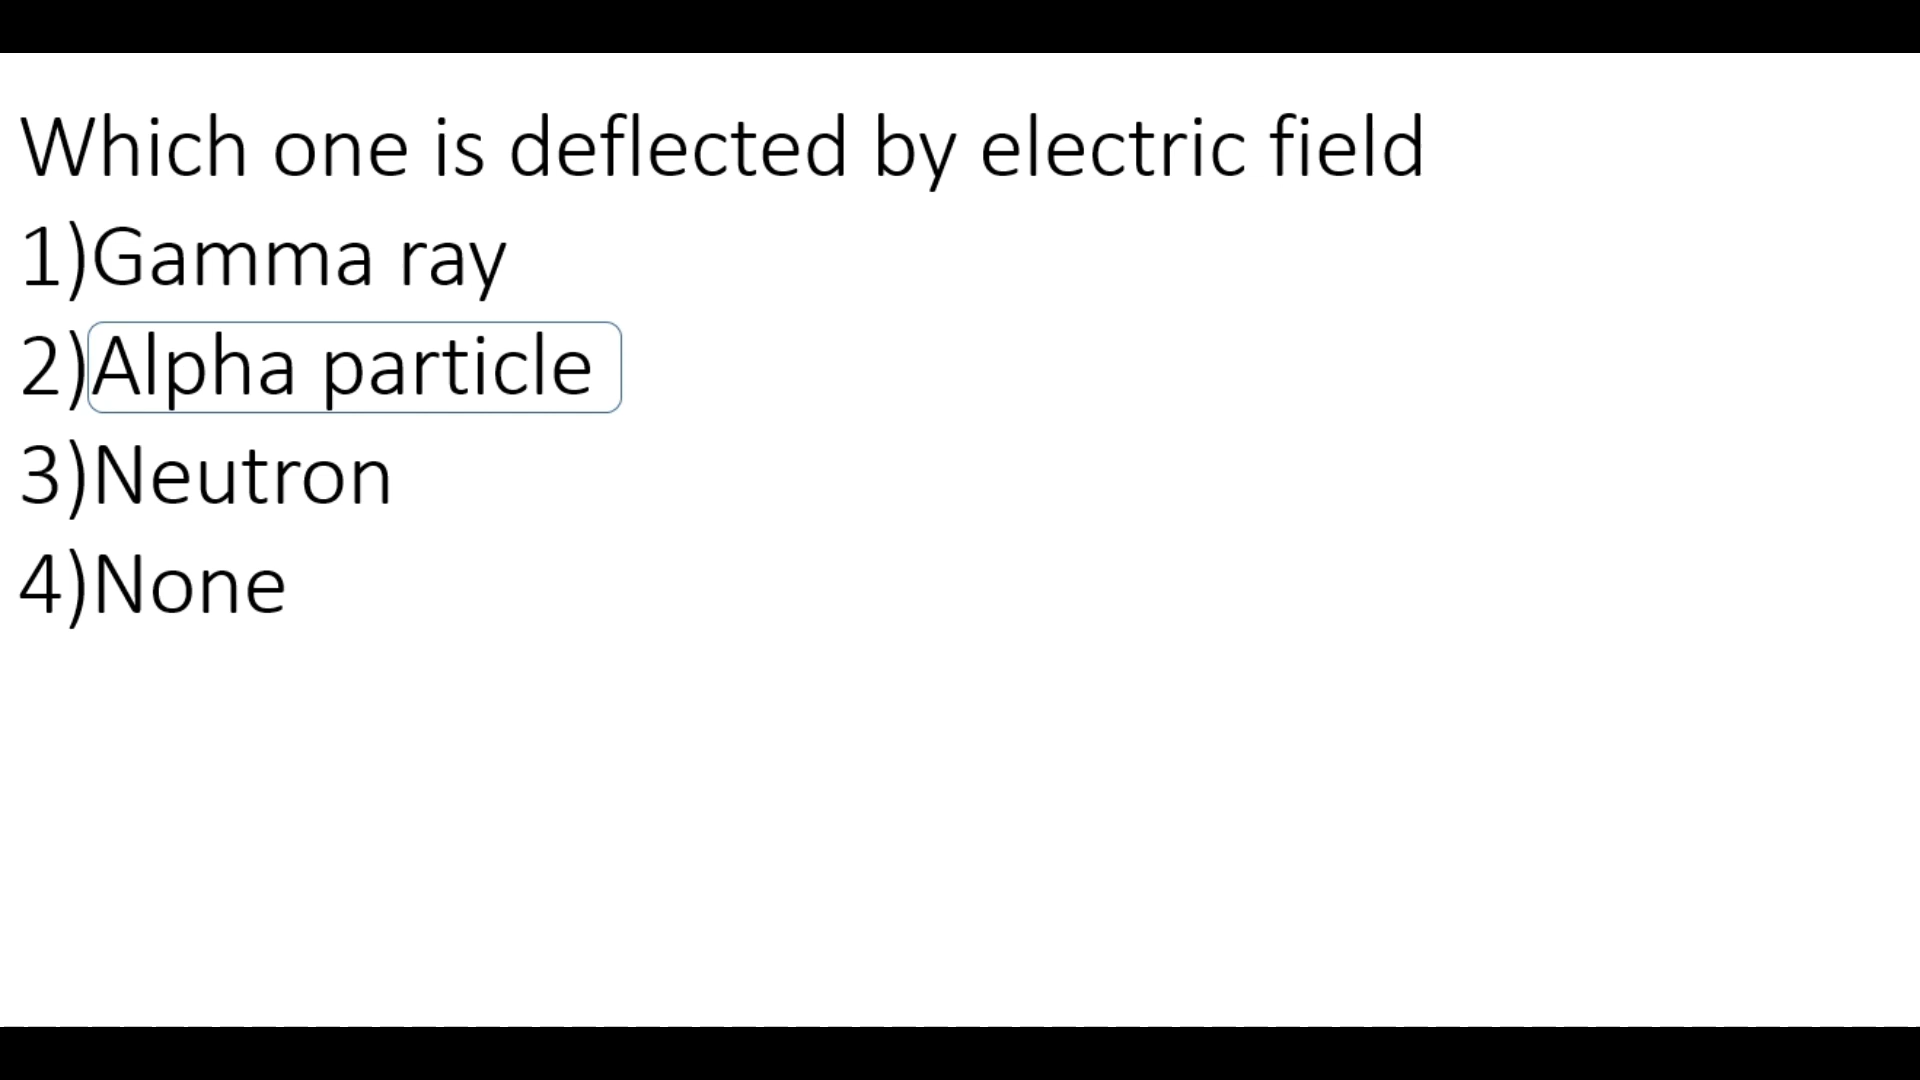 Which one is deflected by electric field
1)Gamma ray
2)Alpha particle
3)Neutron
4)None